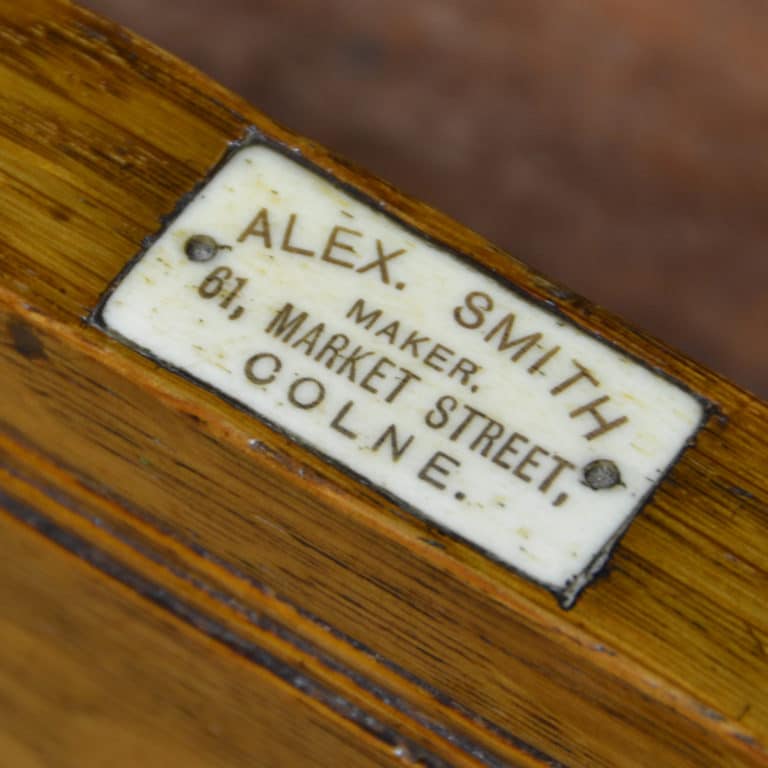 ALEX. SMITH
MAKER.
61, MARKET STREET,
COLNE.